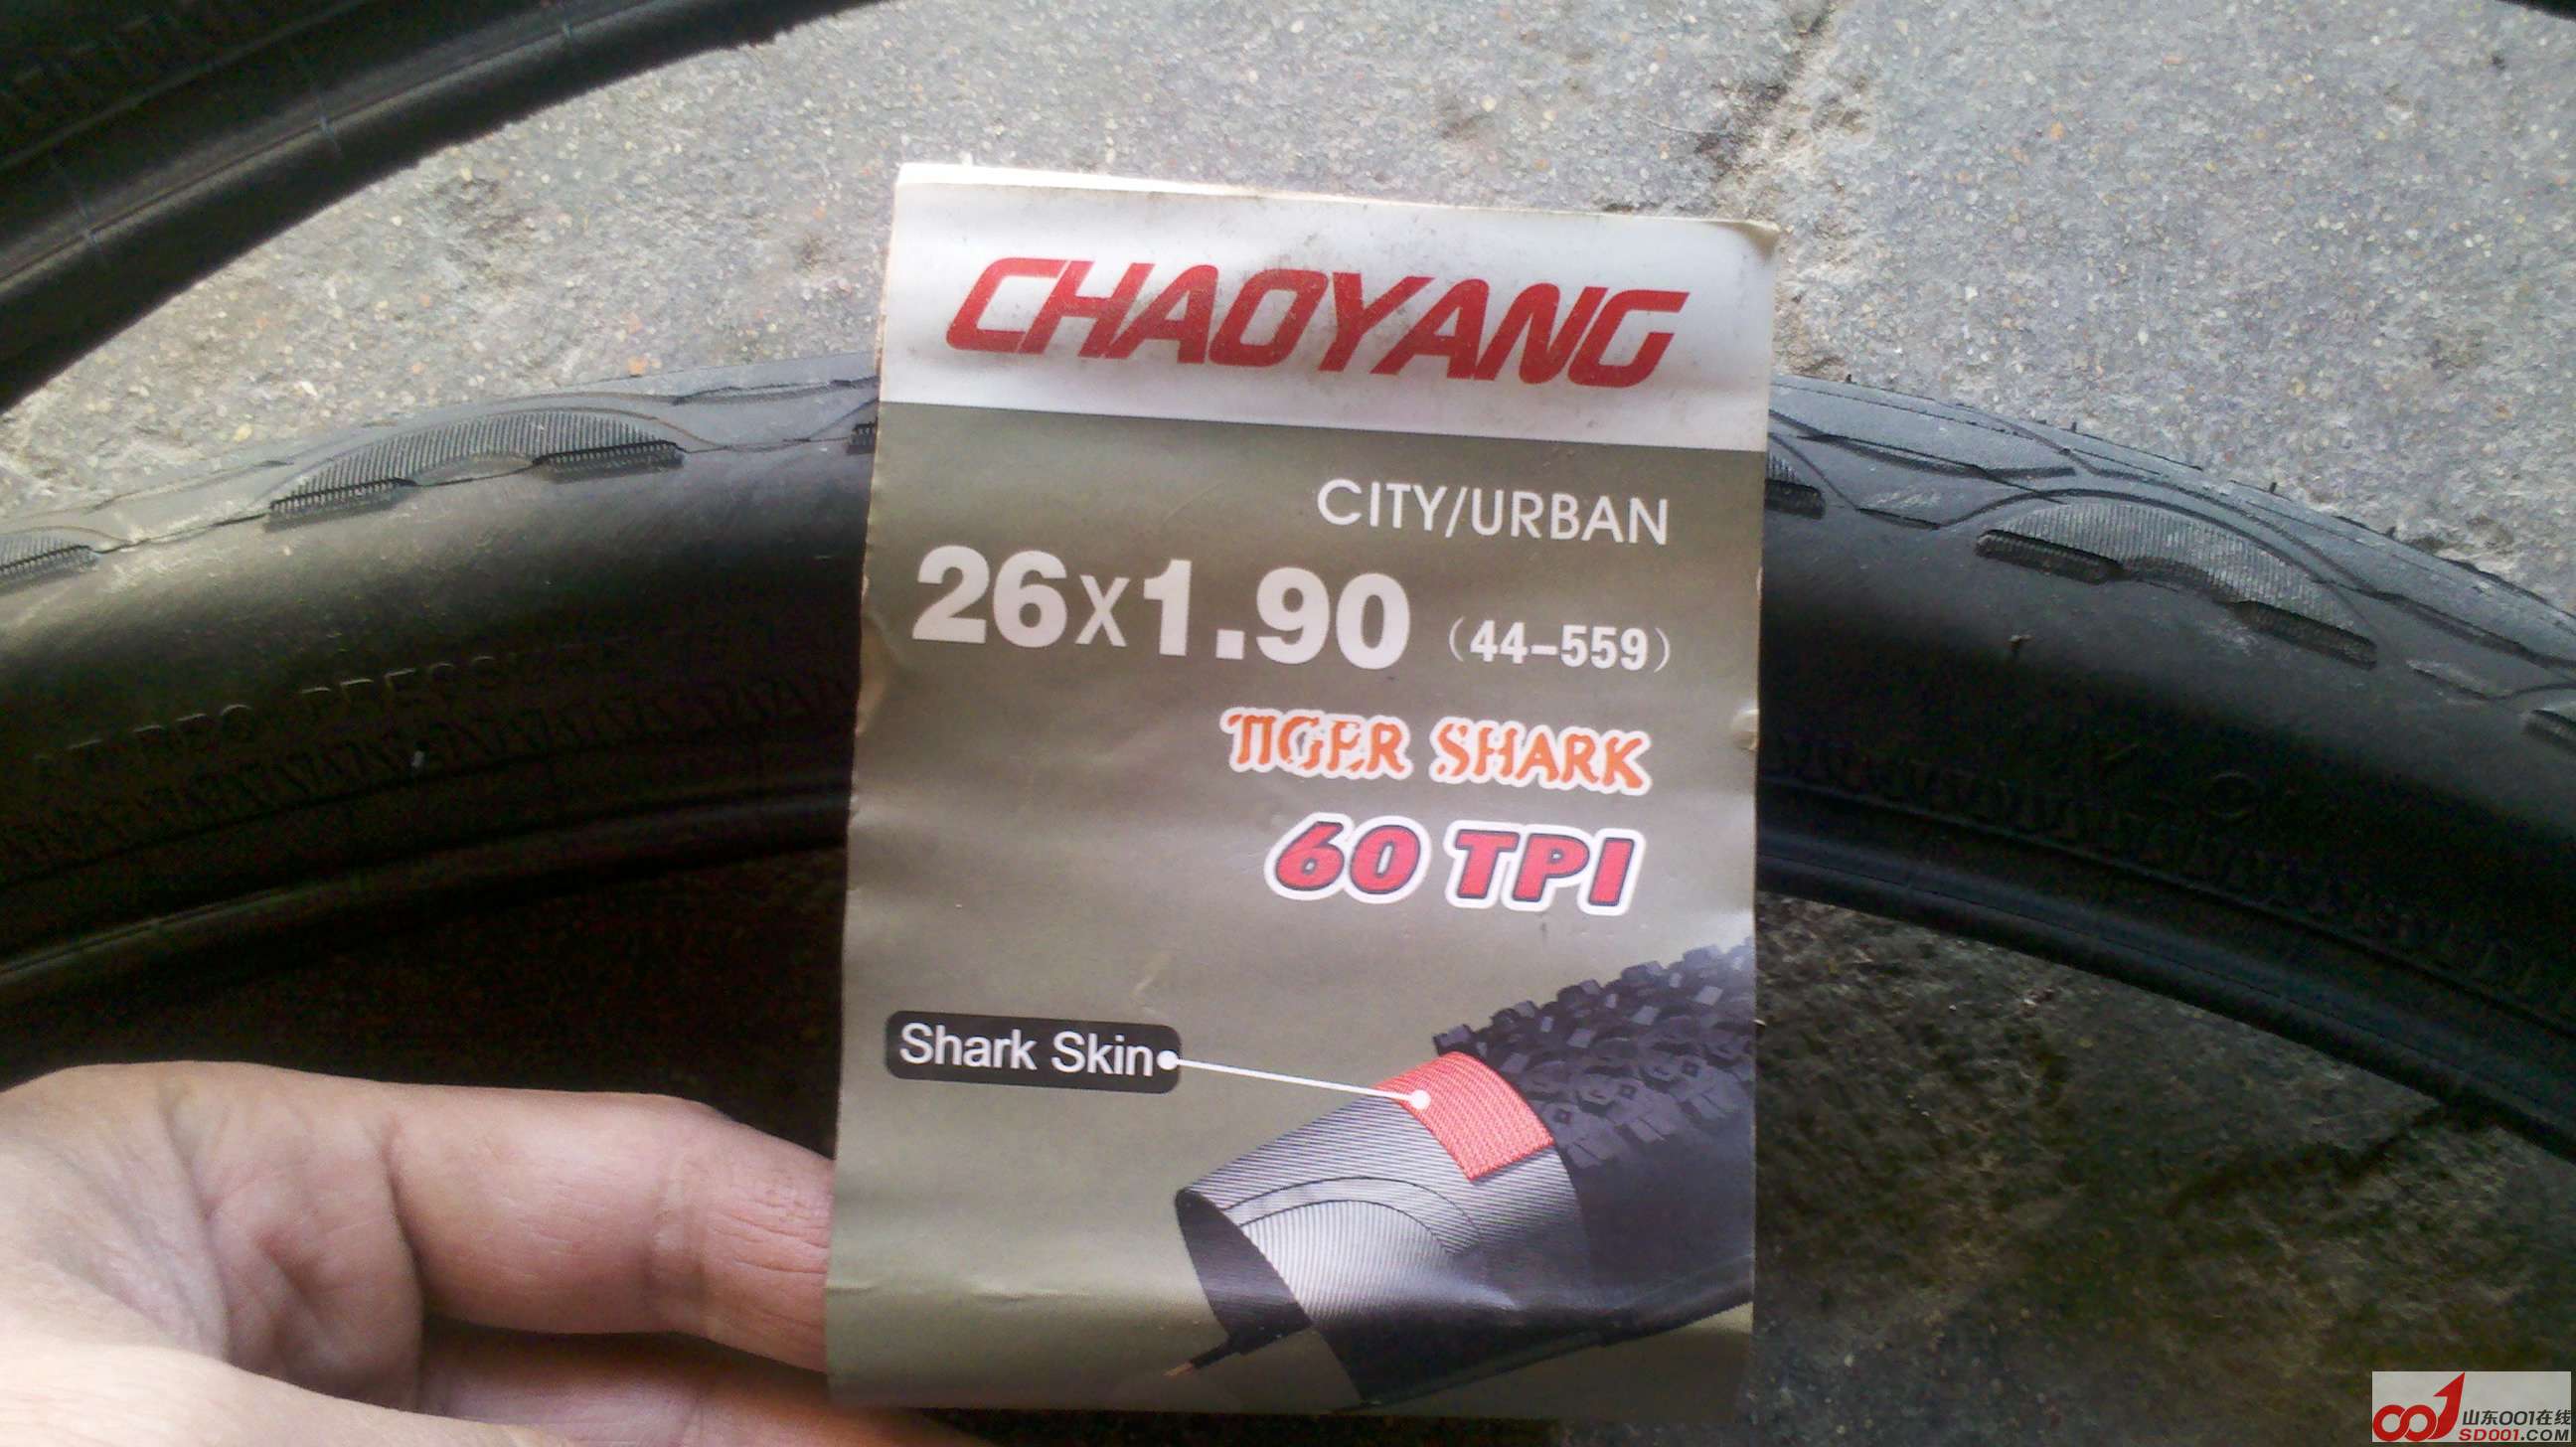 CHAOYANG
CITY/URBAN
26x1.90 (44-559)
TIGER SHARK
60 TPI
Shark Skin
山东001在线
SD001.COM